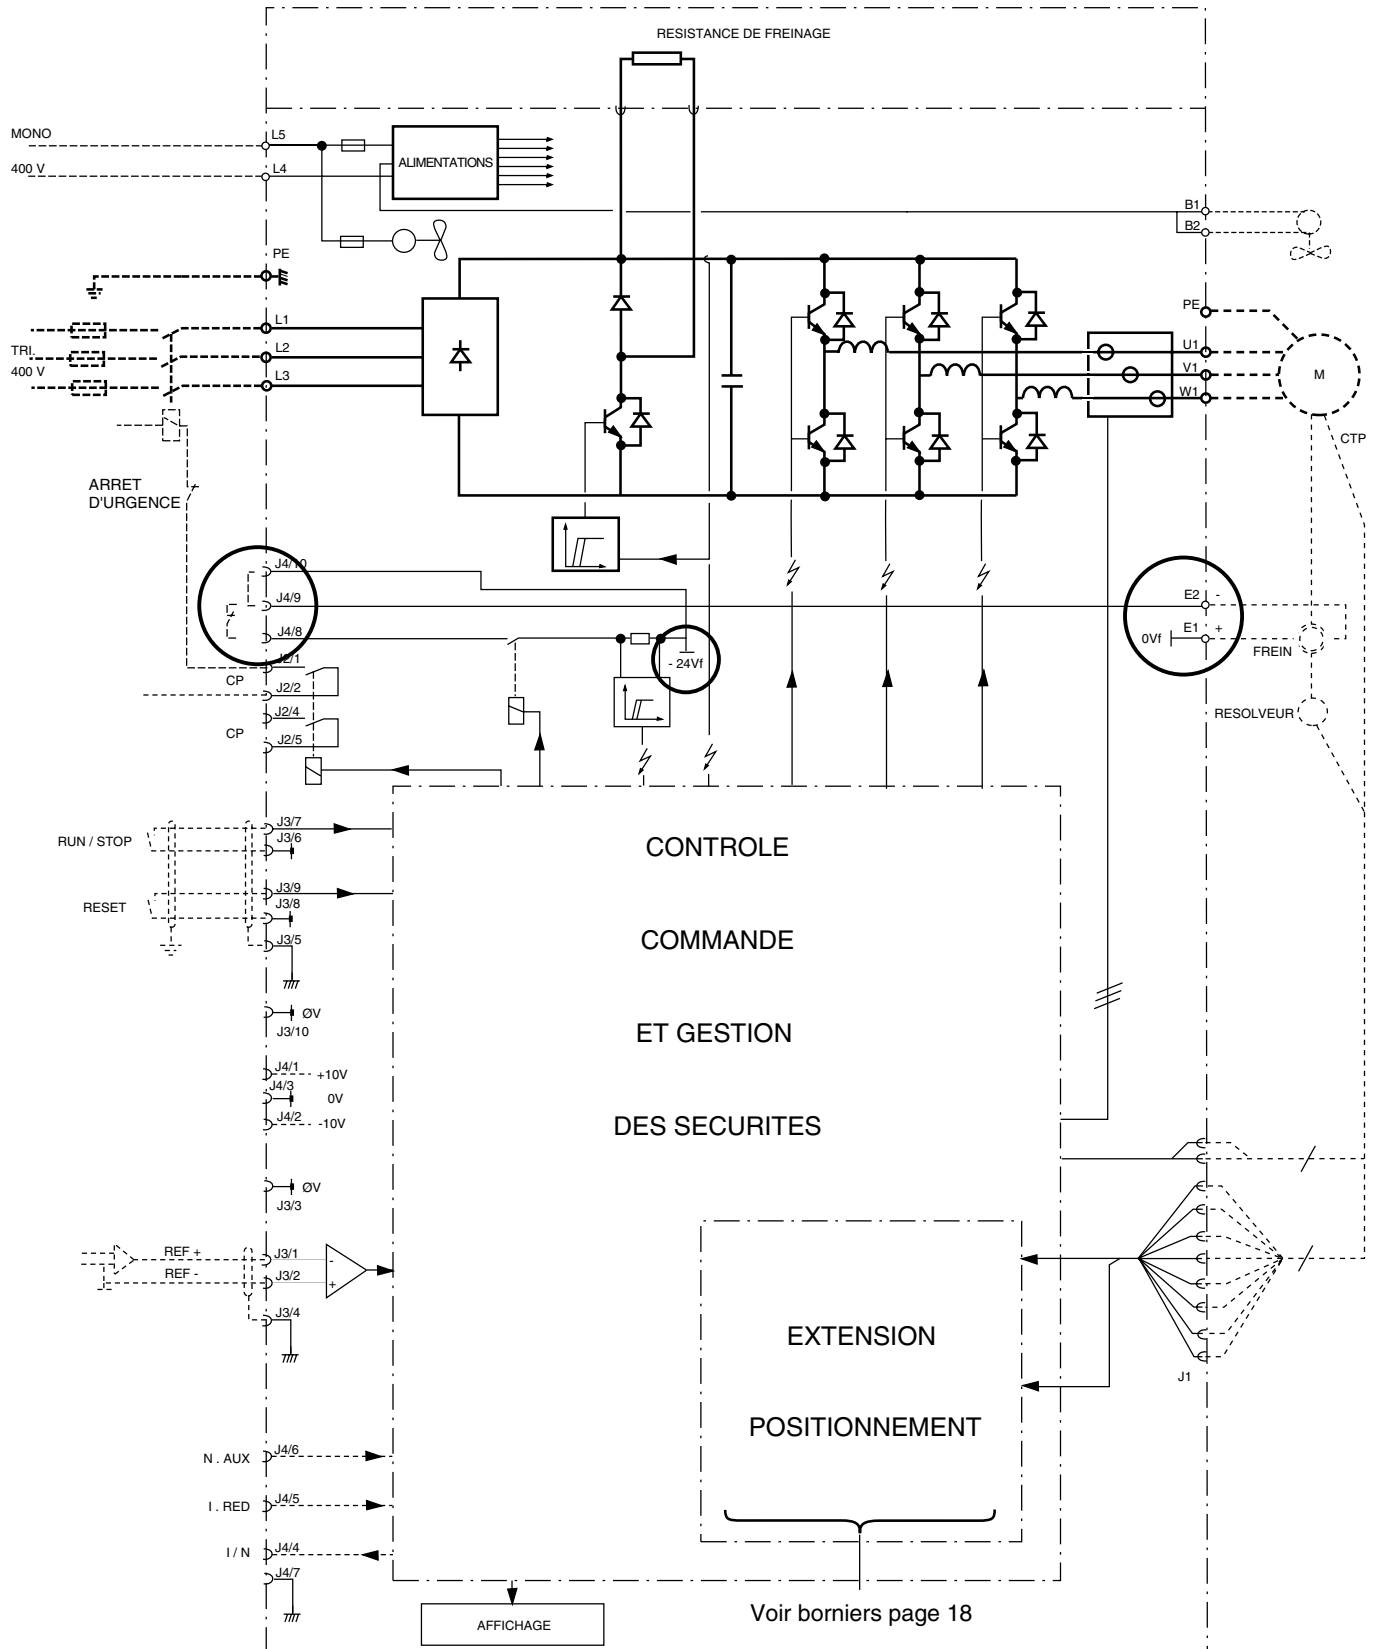 RESISTANCE DE FREINAGE
MONO
L5
400 V
L4
ALIMENTATIONS
B1
B2
PE
PE
L1
TRI.
L2
400 V
L3
U1
V1
W1
M
CTP
ARRET
D'URGENCE
J4/10
J4/9
J4/8
E2
-
E1
+
0Vf
FREIN
- 24Vf
J2/1
CP
J2/2
J2/4
CP
J2/5
RESOLVEUR
J3/7
RUN / STOP
J3/6
J3/9
RESET
J3/8
J3/5
CONTROLE
COMMANDE
ET GESTION
DES SECURITES
ØV
J3/10
J4/1
+10V
J4/3
0V
J4/2
-10V
ØV
J3/3
REF +
J3/1
-
REF -
J3/2
+
J3/4
EXTENSION
POSITIONNEMENT
J1
N . AUX
J4/6
I . RED
J4/5
I / N
J4/4
J4/7
AFFICHAGE
Voir borniers page 18